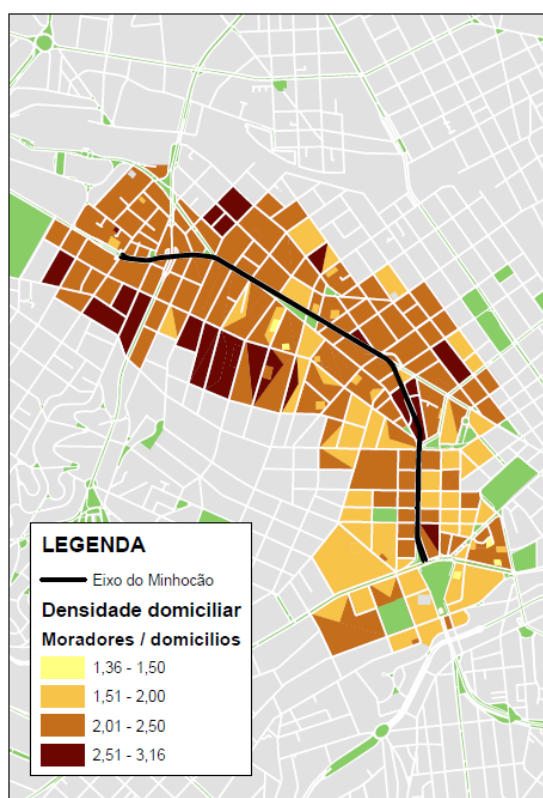 LEGENDA
Eixo do Minhocão
Densidade domiciliar
Moradores / domicilios
1,36 - 1,50
1,51 - 2,00
2,01 - 2,50
2,51 - 3,16